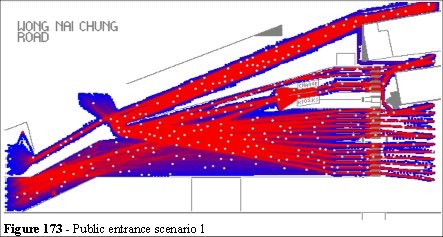 WONG NAI CHUNG
ROAD
Figure 173 - Public entrance scenario 1